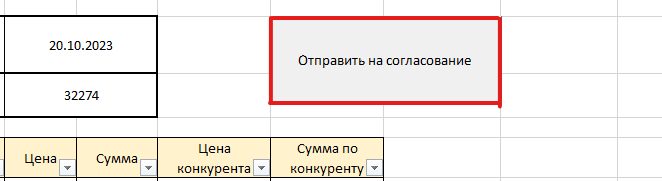 20.10.2023
Отправить на согласование
32274
Цена
Сумма
Цена
конкурента
Сумма по
конкуренту